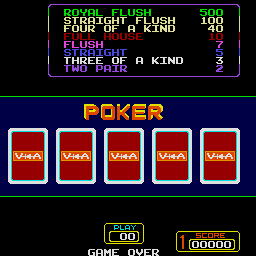 ROYAL FLUSH 500
STRAIGHT FLUSH 100
FOUR OF A KIND 40
FULL HOUSE 10
FLUSH 7
STRAIGHT 5
THREE OF A KIND 3
TWO PAIR 2
POKER
PLAY
00
1 SCORE
00000
GAME OVER